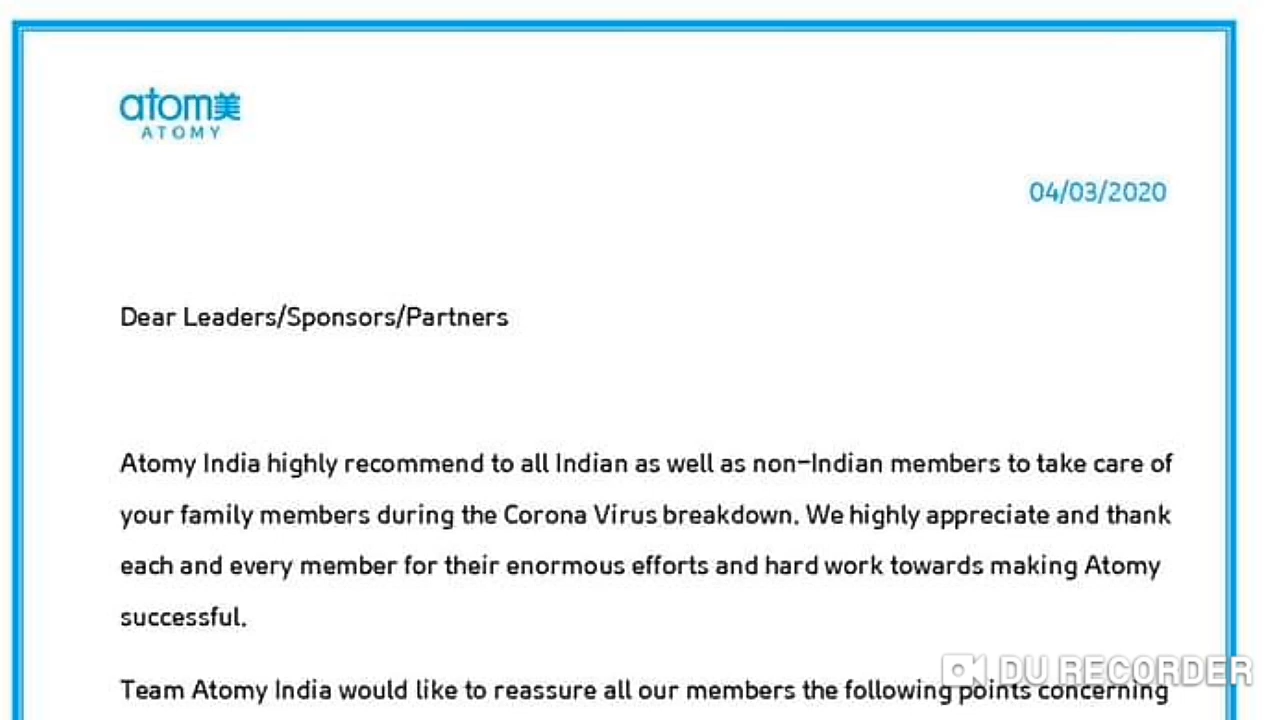 atom美
ATOMY
04/03/2020
Dear Leaders/Sponsors/Partners
Atomy India highly recommend to all Indian as well as non-Indian members to take care of
your family members during the Corona Virus breakdown. We highly appreciate and thank
each and every member for their enormous efforts and hard work towards making Atomy
successful.
DU RECORDER
Team Atomy India would like to reassure all our members the following points concerning